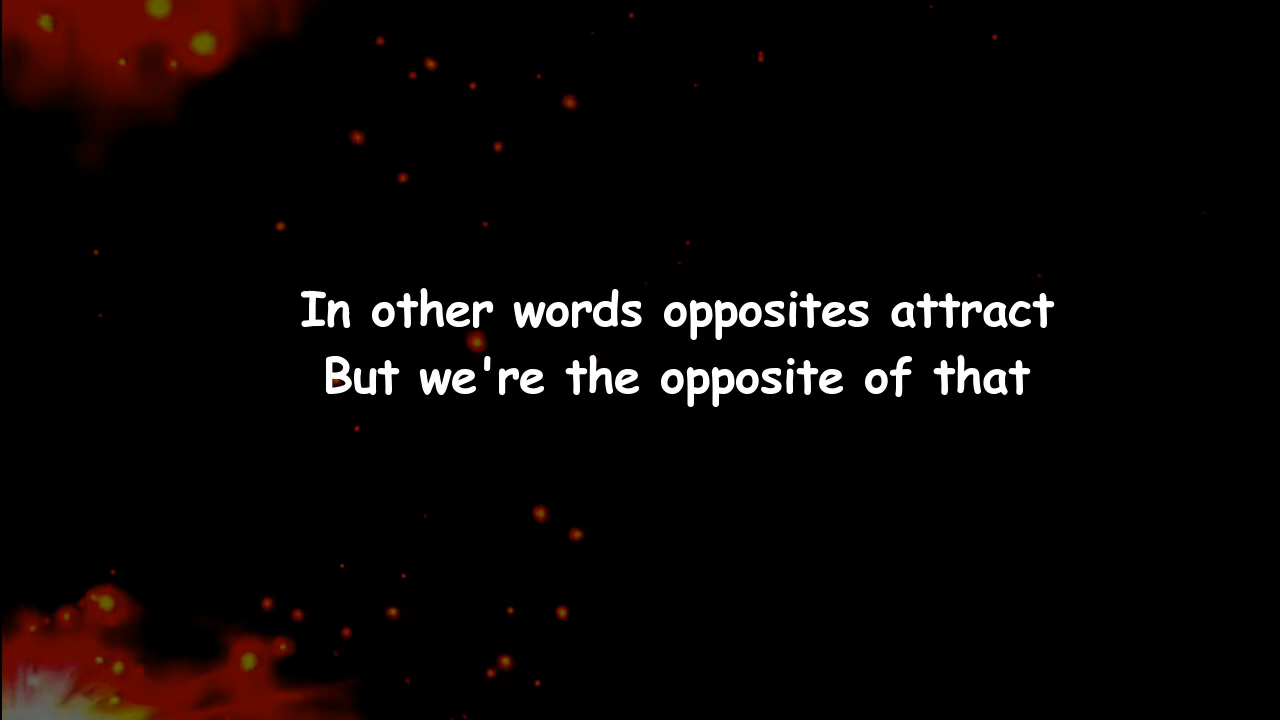 In other words opposites attract
But we're the opposite of that